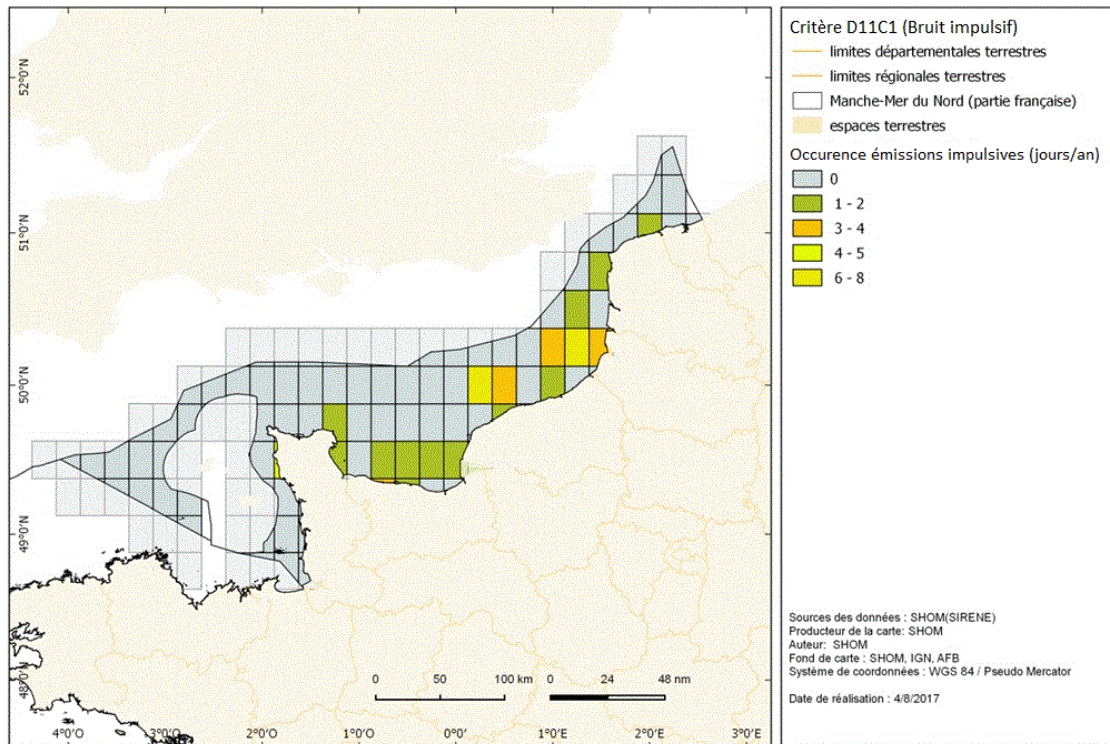 Critère D11C1 (Bruit impulsif)
limites départementales terrestres
limites régionales terrestres
Manche-Mer du Nord (partie française)
espaces terrestres
Occurence émissions impulsives (jours/an)
0
1 - 2
3 - 4
4 - 5
6 - 8
52°0'N
51°0'N
50°0'N
49°0'N
48°0'N
0 50 100 km 0 24 48 nm
4°0'O 3°0'O 2°0'O 1°0'O 0°0' 1°0'E 2°0'E 3°0'E
Sources des données : SHOM(SIRENE)
Producteur de la carte: SHOM
Auteur: SHOM
Fond de carte : SHOM, IGN, AFB
Système de coordonnées : WGS 84 / Pseudo Mercator
Date de réalisation : 4/8/2017